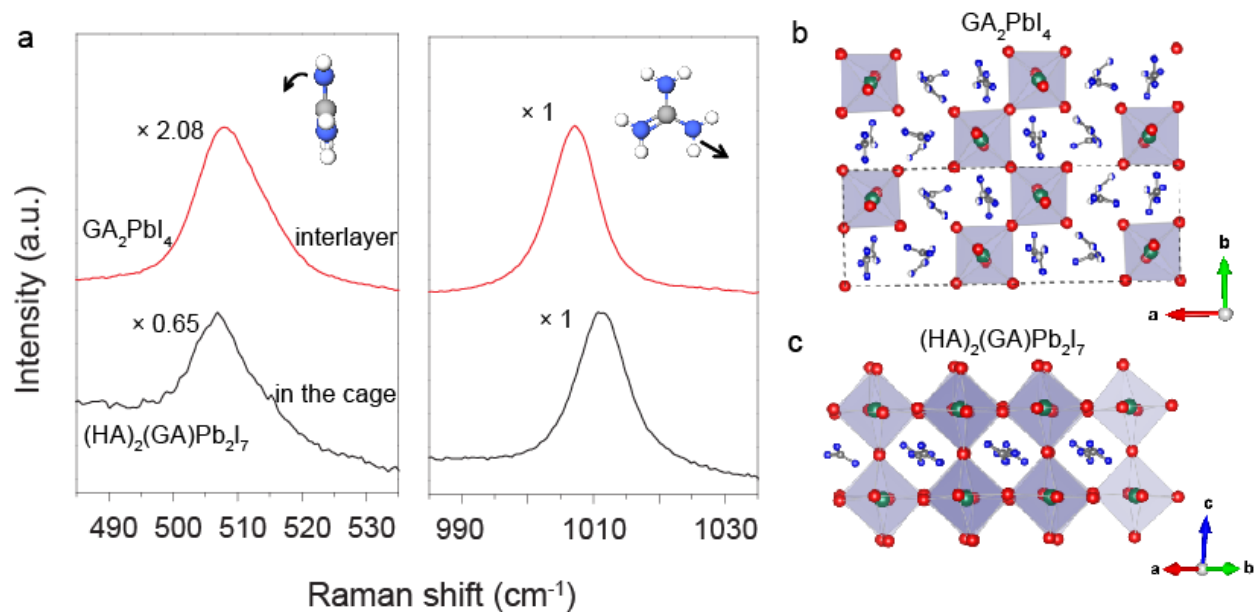 a
Intensity (a.u.)
× 2.08
GA₂PbI₄
interlayer
× 0.65
in the cage
(HA)₂(GA)Pb₂I₇
490 500 510 520 530
× 1
× 1
990 1010 1030
Raman shift (cm⁻¹)
b
GA₂PbI₄
b
a
c
(HA)₂(GA)Pb₂I₇
c
a b